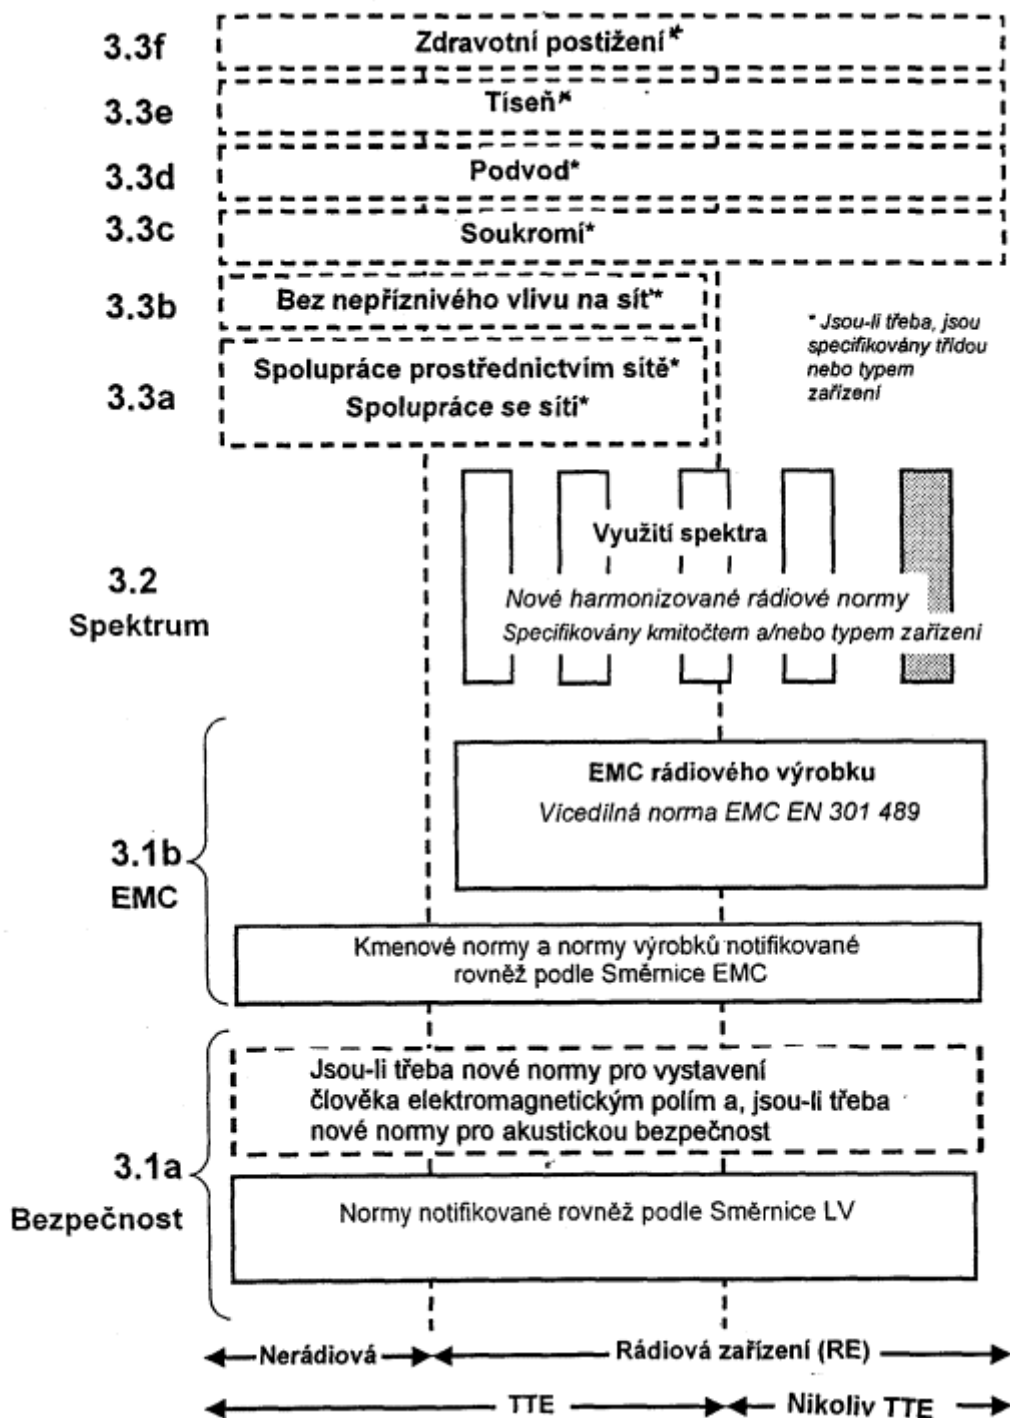 3.3f
Zdravotní postižení*
3.3e
Tíseň*
3.3d
Podvod*
3.3c
Soukromí*
3.3b
Bez nepříznivého vlivu na síť*
3.3a
Spolupráce prostřednictvím sítě*
Spolupráce se sítí*
* Jsou-li třeba, jsou
specifikovány třídou
nebo typem
zařízení
3.2
Spektrum
Využití spektra
Nové harmonizované rádiové normy
Specifikovány kmitočtem a/nebo typem zařízení
3.1b
EMC
EMC rádiového výrobku
Vícedílná norma EMC EN 301 489
Kmenové normy a normy výrobků notifikované
rovněž podle Směrnice EMC
3.1a
Bezpečnost
Jsou-li třeba nové normy pro vystavení
člověka elektromagnetickým polím a, jsou-li třeba
nové normy pro akustickou bezpečnost
Normy notifikované rovněž podle Směrnice LV
Nerádiová
Rádiová zařízení (RE)
TTE
Nikoliv TTE